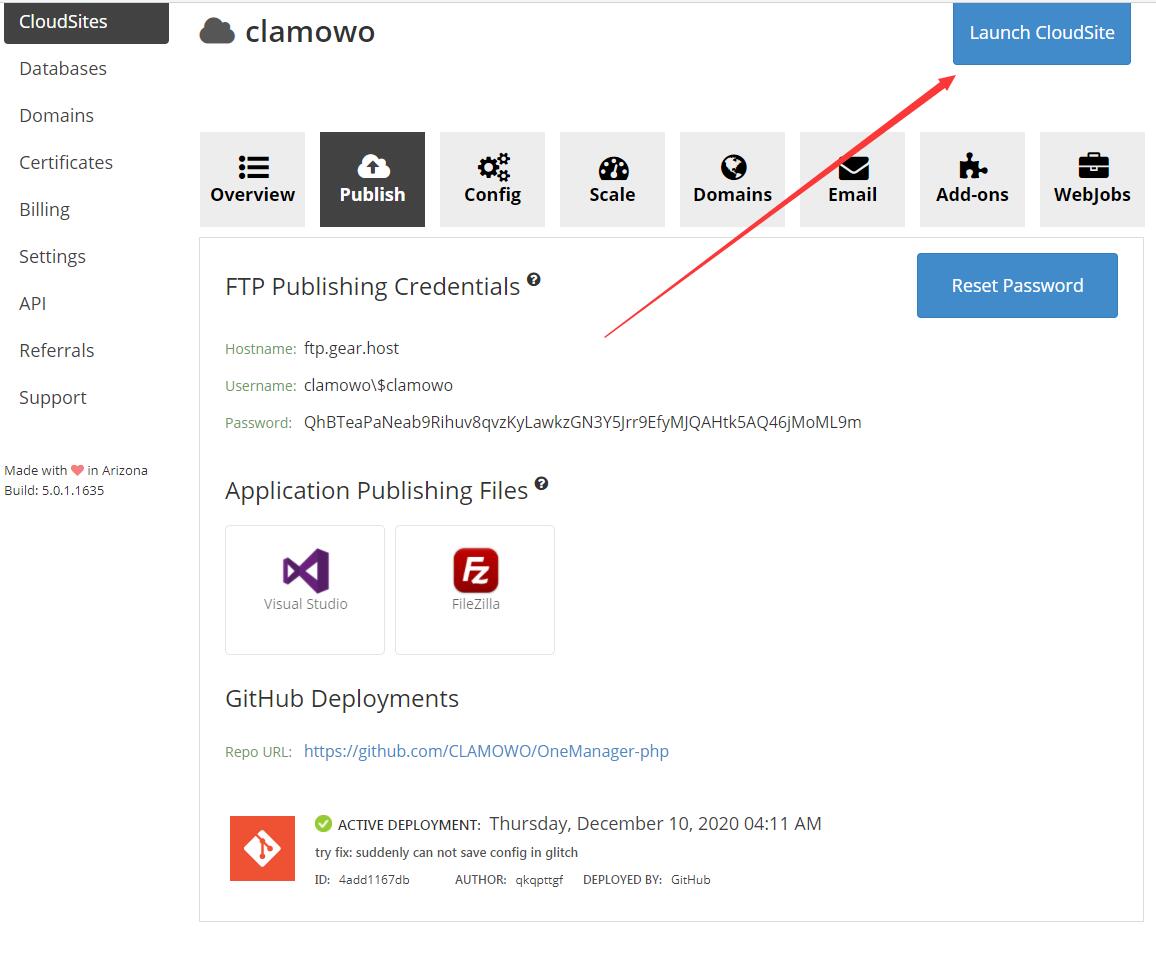 CloudSites
Databases
Domains
Certificates
Billing
Settings
API
Referrals
Support
Made with in Arizona
Build: 5.0.1.1635
clamowo
Launch CloudSite
Overview
Publish
Config
Scale
Domains
Email
Add-ons
WebJobs
FTP Publishing Credentials ?
Reset Password
Hostname: ftp.gear.host
Username: clamowo\$clamowo
Password: QhBTeaPaNeab9Rihuv8qvzKyLawkzGN3Y5Jrr9EfyMJQAHtk5AQ46jMoML9m
Application Publishing Files ?
Visual Studio
Fz
FileZilla
GitHub Deployments
Repo URL: https://github.com/CLAMOWO/OneManager-php
ACTIVE DEPLOYMENT: Thursday, December 10, 2020 04:11 AM
try fix: suddenly can not save config in glitch
ID: 4add1167db AUTHOR: qkqpttgf DEPLOYED BY: GitHub